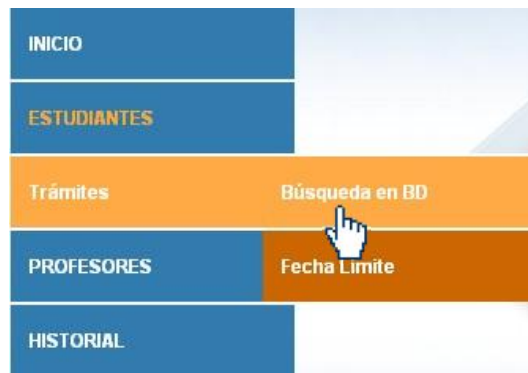 INICIO
ESTUDIANTES
Trámites Búsqueda en BD
PROFESORES Fecha Límite
HISTORIAL